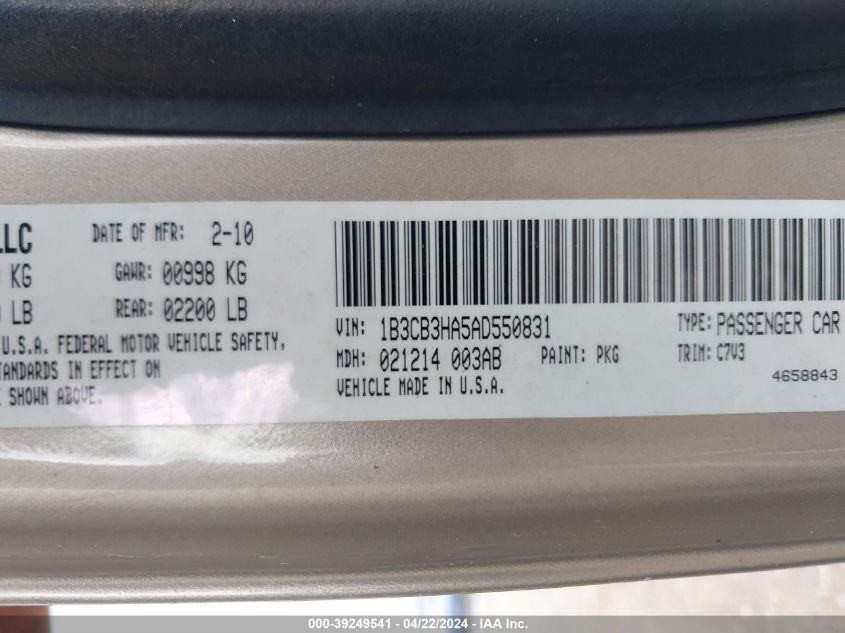 LLC DATE OF MFR: 2-10
KG GAWR: 00998 KG
LB REAR: 02200 LB
U.S.A. FEDERAL MOTOR VEHICLE SAFETY,
STANDARDS IN EFFECT ON
SHOWN ABOVE.
VIN: 1B3CB3HA5AD550831 TYPE: PASSENGER CAR
MDH: 021214 003AB PAINT: PKG TRIM: C7V3
VEHICLE MADE IN U.S.A. 4658843
000-39249541 - 04/22/2024 - IAA Inc.